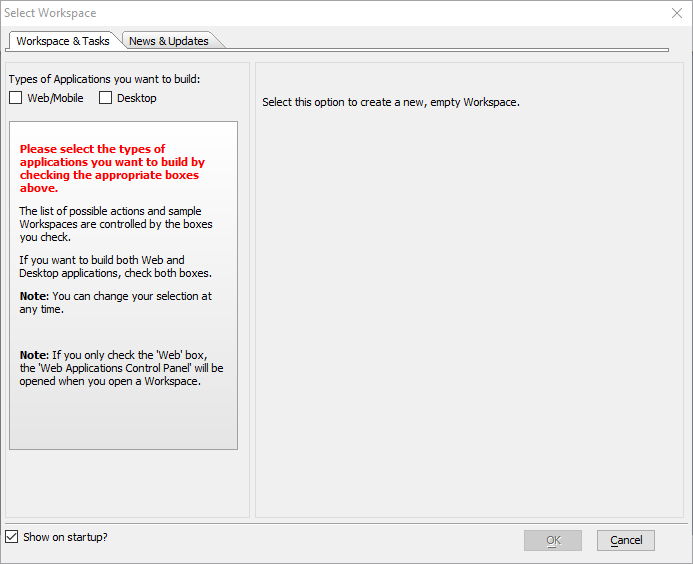 Select Workspace
Workspace & Tasks
News & Updates
Types of Applications you want to build:
Web/Mobile
Desktop
Please select the types of
applications you want to build by
checking the appropriate boxes
above.
The list of possible actions and sample
Workspaces are controlled by the boxes
you check.
If you want to build both Web and
Desktop applications, check both boxes.
Note: You can change your selection at
any time.
Note: If you only check the 'Web' box,
the 'Web Applications Control Panel' will be
opened when you open a Workspace.
Select this option to create a new, empty Workspace.
Show on startup?
OK
Cancel